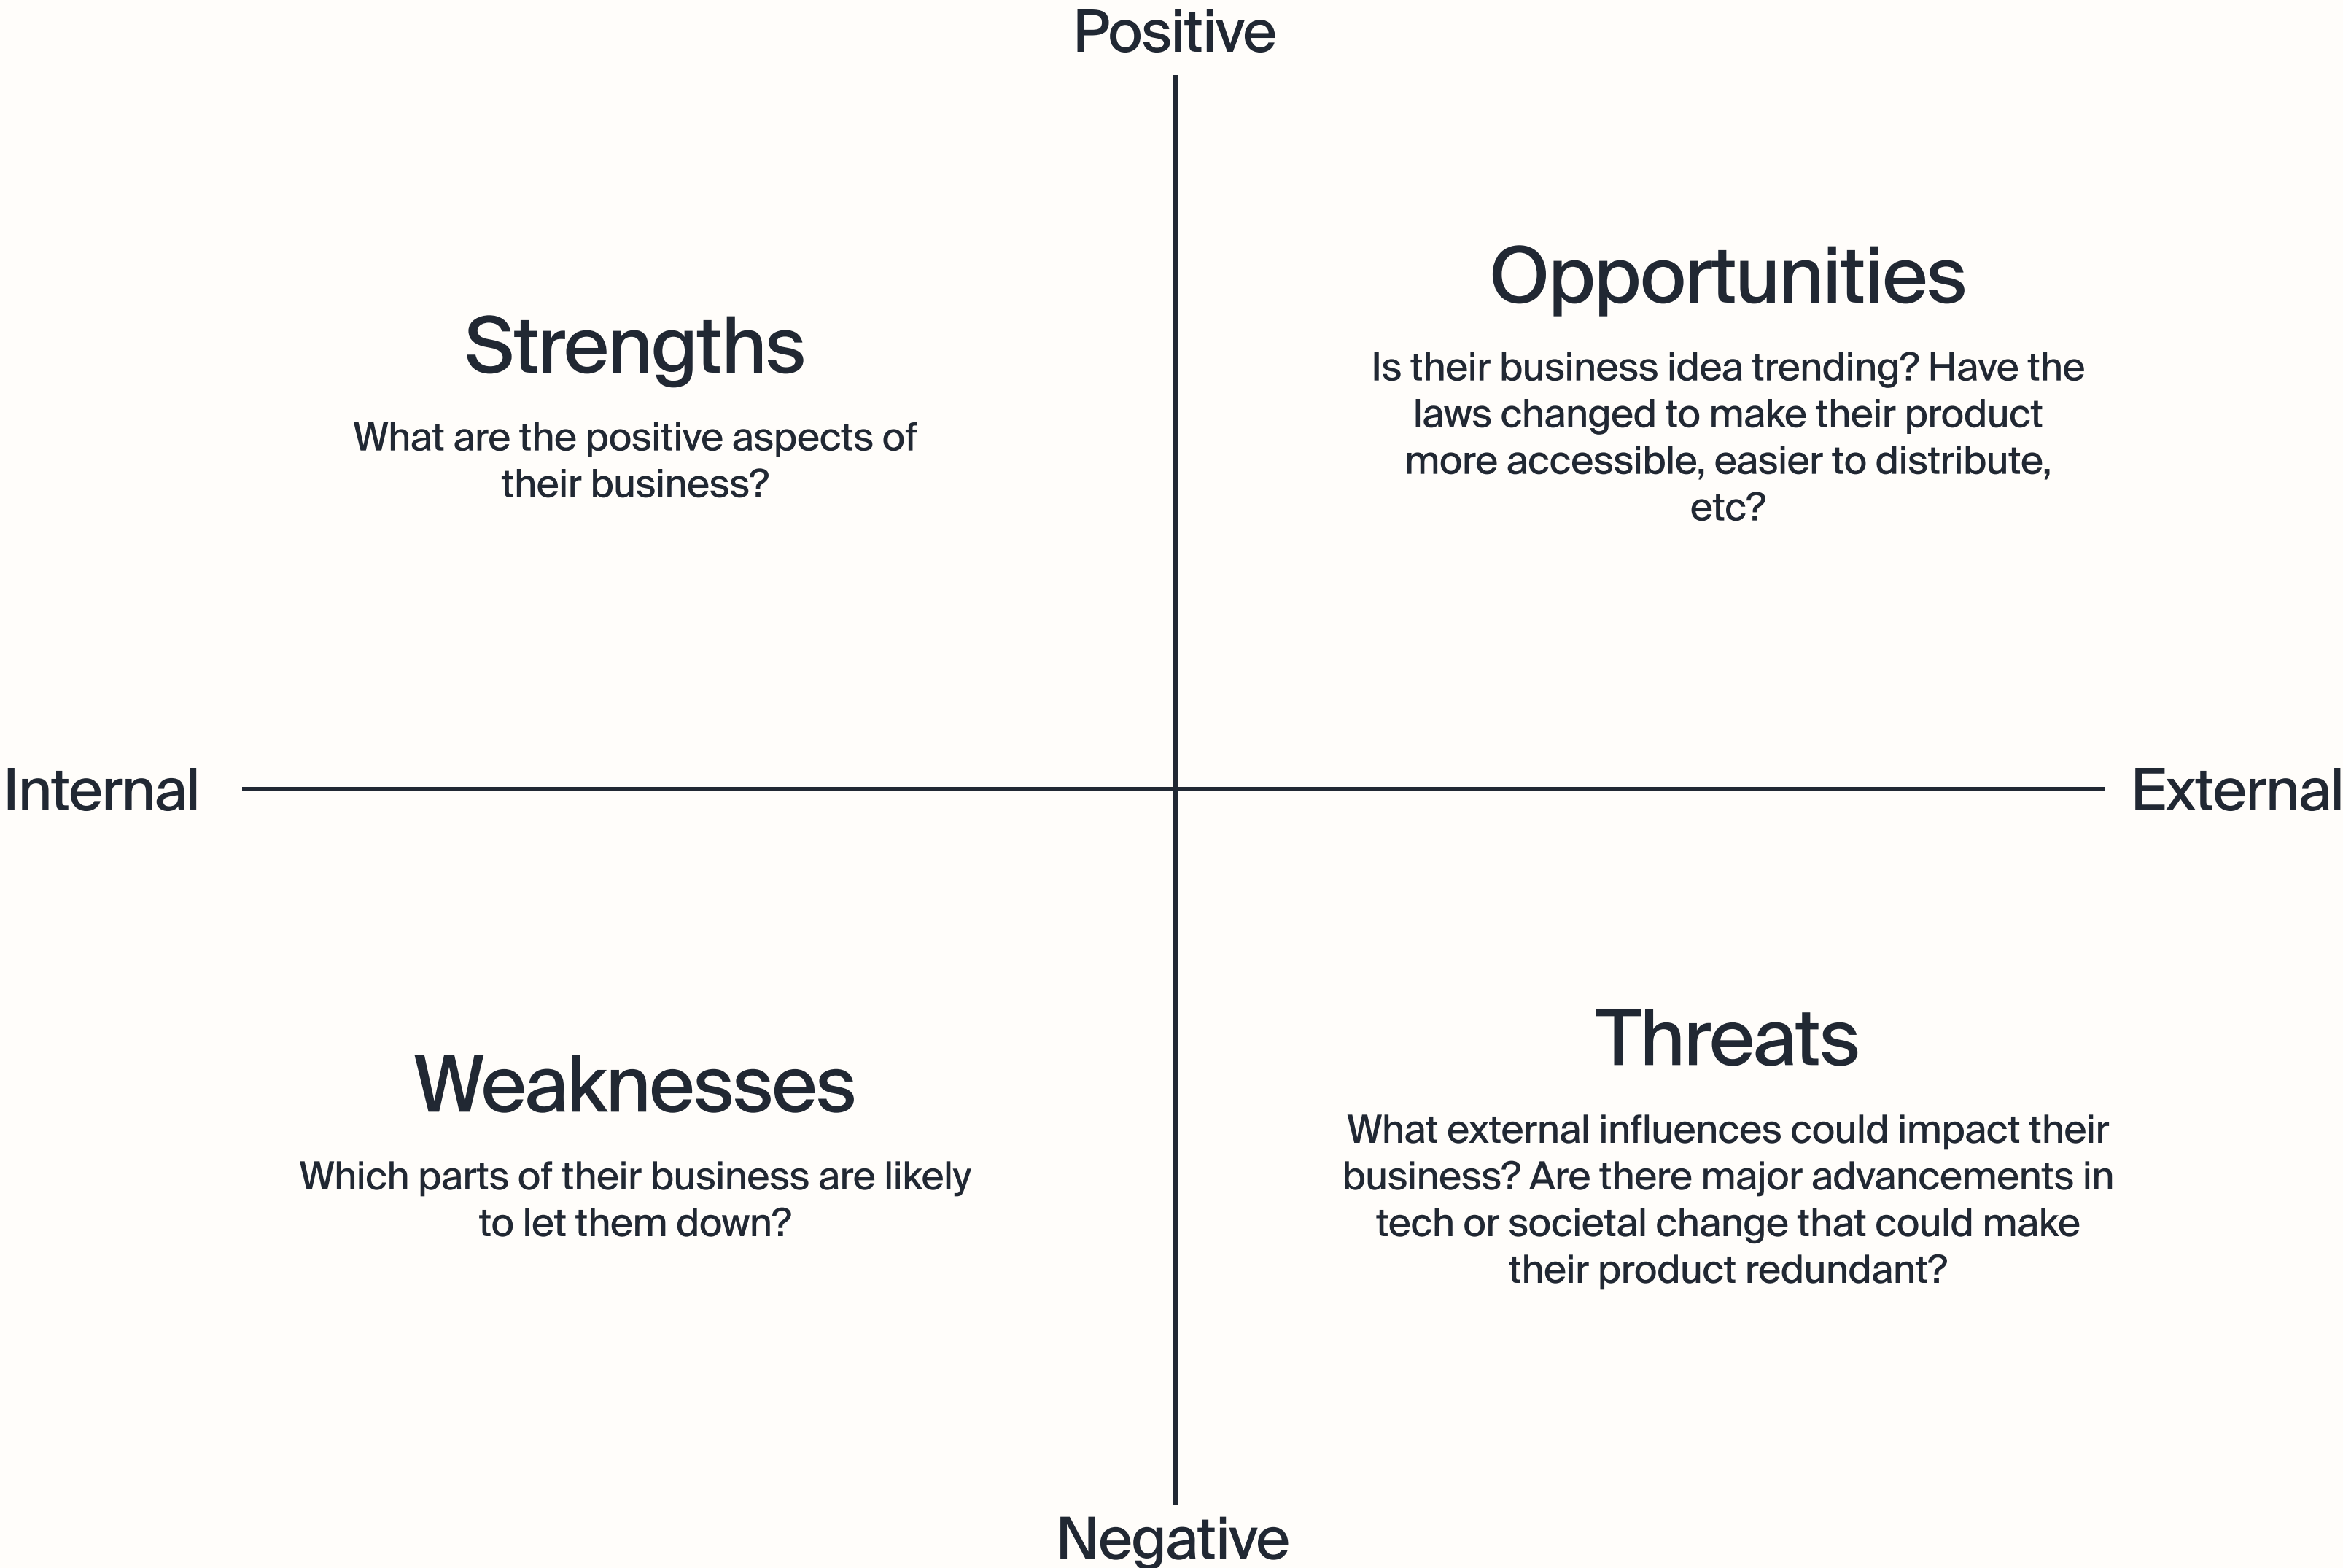 Positive
Strengths
What are the positive aspects of
their business?
Opportunities
Is their business idea trending? Have the
laws changed to make their product
more accessible, easier to distribute,
etc?
Internal
External
Weaknesses
Which parts of their business are likely
to let them down?
Threats
What external influences could impact their
business? Are there major advancements in
tech or societal change that could make
their product redundant?
Negative